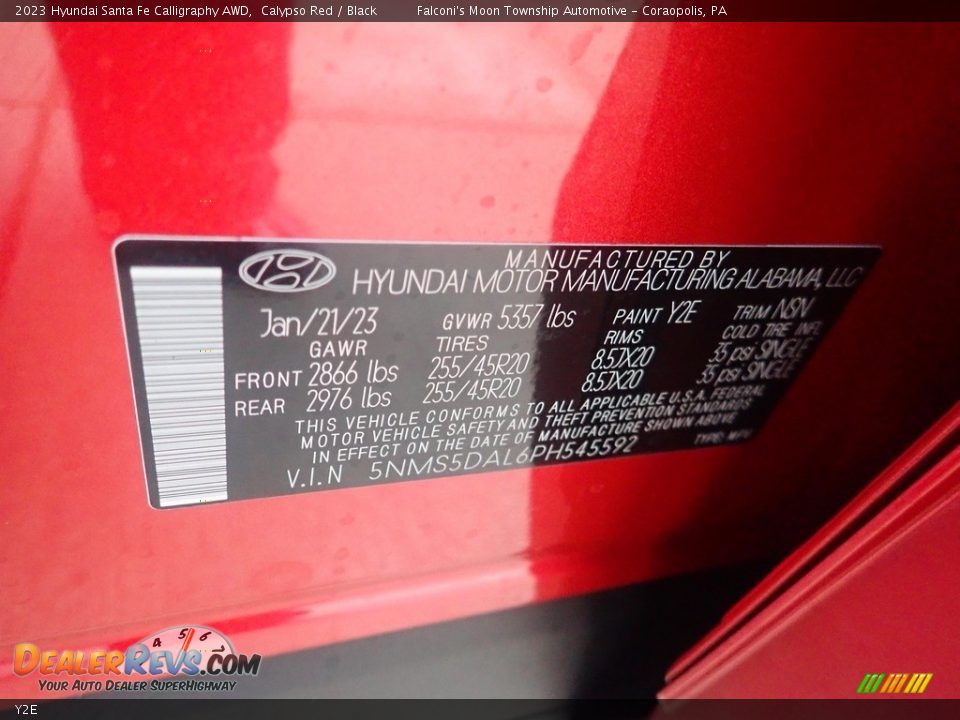 2023 Hyundai Santa Fe Calligraphy AWD, Calypso Red / Black Falconi's Moon Township Automotive - Coraopolis, PA
MANUFACTURED BY
HYUNDAI MOTOR MANUFACTURING ALABAMA, LLC
Jan/21/23 GVWR 5357 lbs PAINT Y2E TRIM NSN
GAWR TIRES RIMS COLD TIRE INFL
FRONT 2866 lbs 255/45R20 8.5JX20 35 psi SINGLE
REAR 2976 lbs 255/45R20 8.5JX20 35 psi SINGLE
THIS VEHICLE CONFORMS TO ALL APPLICABLE U.S.A. FEDERAL
MOTOR VEHICLE SAFETY AND THEFT PREVENTION STANDARDS
IN EFFECT ON THE DATE OF MANUFACTURE SHOWN ABOVE
V.I.N 5NMS5DAL6PH545592 TYPE: MPV
4 5 6
DEALERREVS.COM
YOUR AUTO DEALER SUPERHIGHWAY
Y2E